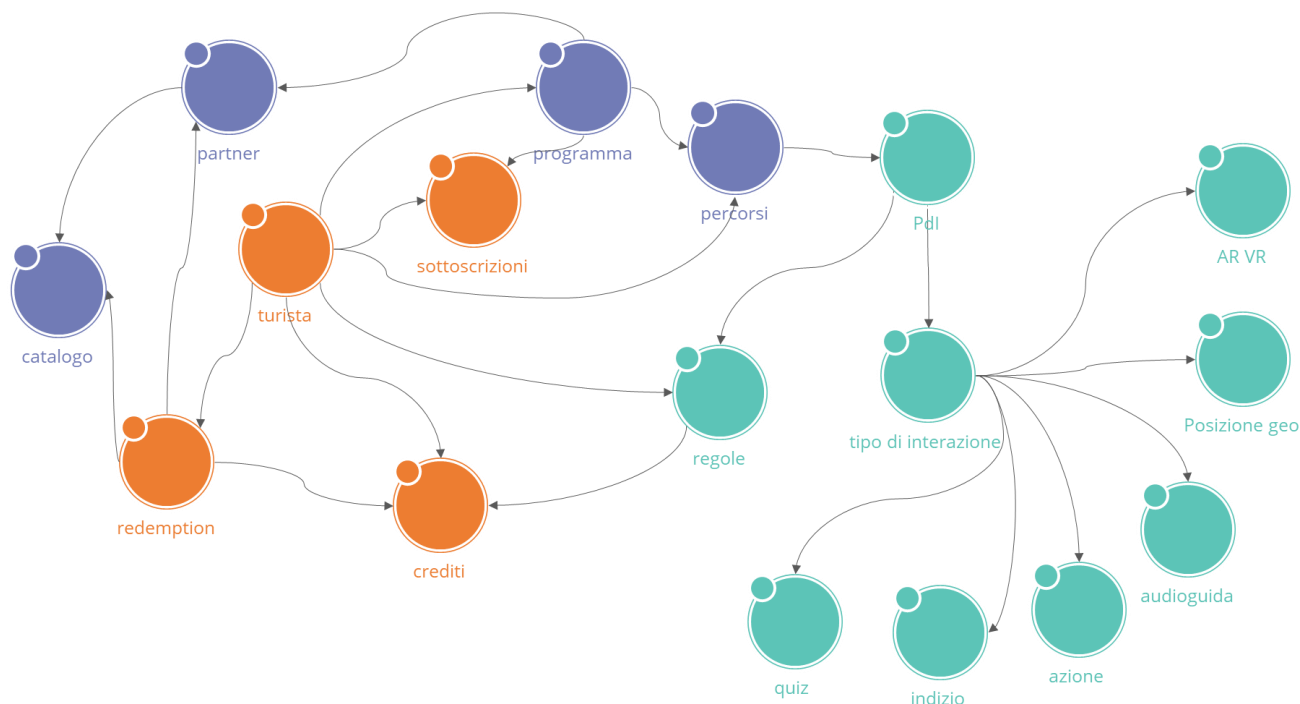 partner
programma
percorsi
PdI
sottoscrizioni
AR VR
turista
catalogo
Posizione geo
tipo di interazione
regole
redemption
crediti
audioguida
azione
quiz
indizio